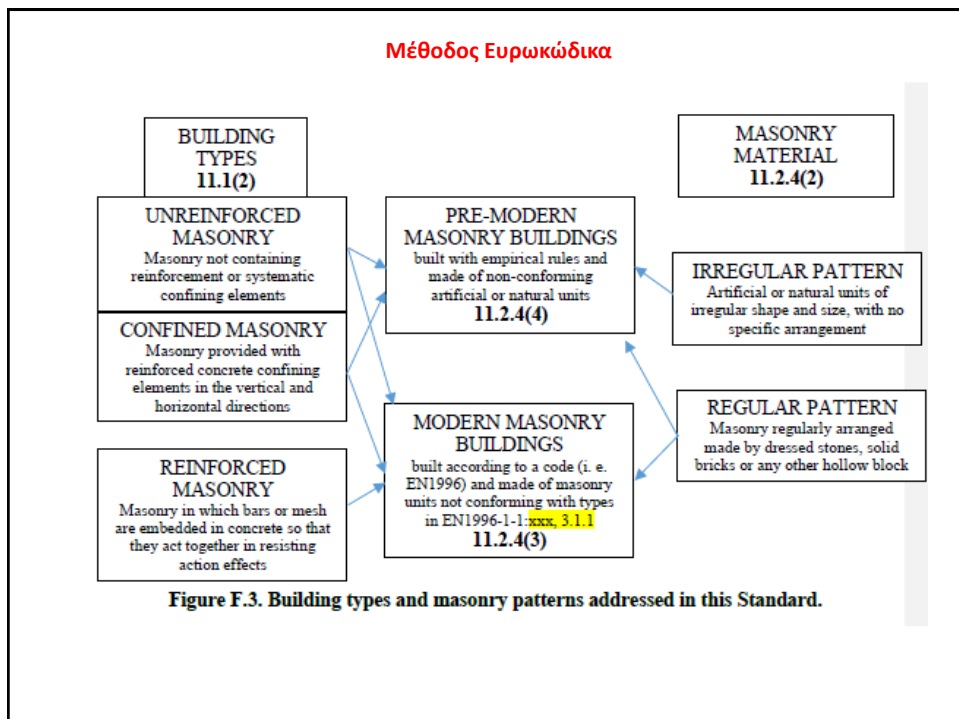 Μέθοδος Ευρωκώδικα
BUILDING
TYPES
11.1(2)
UNREINFORCED
MASONRY
Masonry not containing
reinforcement or systematic
confining elements
CONFINED MASONRY
Masonry provided with
reinforced concrete confining
elements in the vertical and
horizontal directions
REINFORCED
MASONRY
Masonry in which bars or mesh
are embedded in concrete so that
they act together in resisting
action effects
PRE-MODERN
MASONRY BUILDINGS
built with empirical rules and
made of non-conforming
artificial or natural units
11.2.4(4)
MODERN MASONRY
BUILDINGS
built according to a code (i. e.
EN1996) and made of masonry
units not conforming with types
in EN1996-1-1:xxx, 3.1.1
11.2.4(3)
MASONRY
MATERIAL
11.2.4(2)
IRREGULAR PATTERN
Artificial or natural units of
irregular shape and size, with no
specific arrangement
REGULAR PATTERN
Masonry regularly arranged
made by dressed stones, solid
bricks or any other hollow block
Figure F.3. Building types and masonry patterns addressed in this Standard.